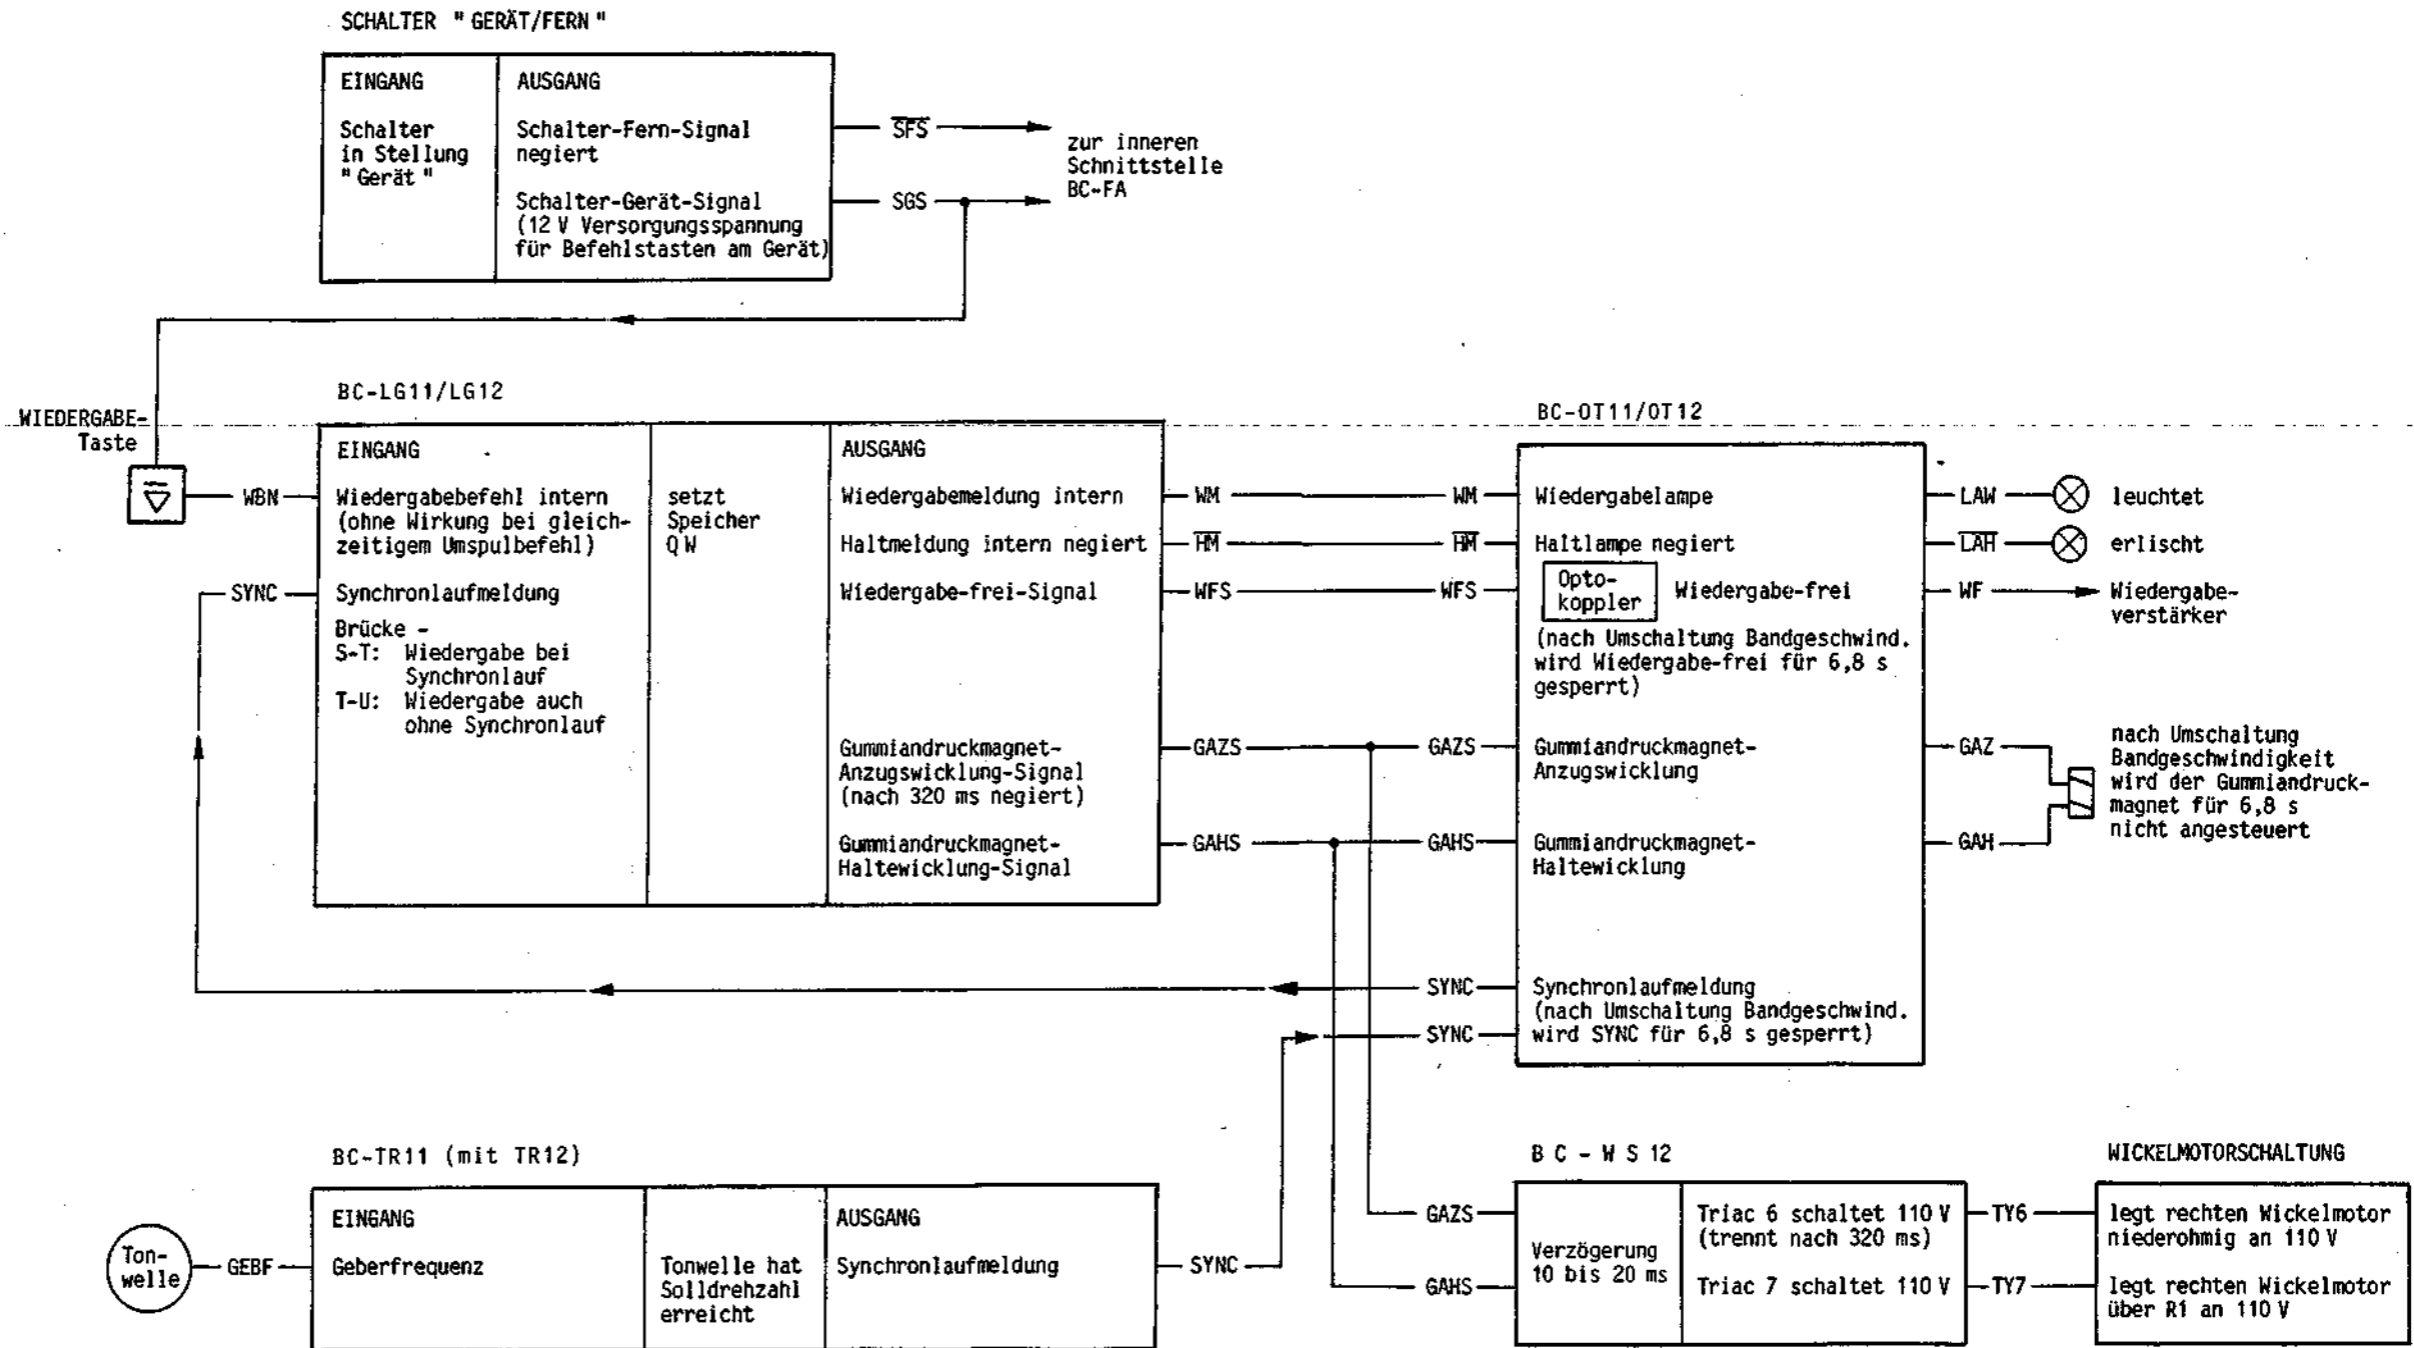 SCHALTER "GERÄT/FERN"
EINGANG
Schalter
in Stellung
"Gerät"
AUSGANG
Schalter-Fern-Signal
negiert
Schalter-Gerät-Signal
(12 V Versorgungsspannung
für Befehlstasten am Gerät)
SFS
SGS
zur inneren
Schnittstelle
BC-FA
WIEDERGABE-
Taste
WBN
SYNC
BC-LG11/LG12
EINGANG
Wiedergabebefehl intern
(ohne Wirkung bei gleich-
zeitigem Umspulbefehl)
Synchronlaufmeldung
Brücke -
S-T: Wiedergabe bei
Synchronlauf
T-U: Wiedergabe auch
ohne Synchronlauf
setzt
Speicher
QW
AUSGANG
Wiedergabemeldung intern
Haltmeldung intern negiert
Wiedergabe-frei-Signal
Gummiandruckmagnet-
Anzugswicklung-Signal
(nach 320 ms negiert)
Gummiandruckmagnet-
Haltewicklung-Signal
WM
WM
HM
HM
WFS
WFS
GAZS
GAZS
GAHS
GAHS
SYNC
SYNC
BC-OT11/OT12
Wiedergabelampe
Haltlampe negiert
Opto-
koppler
Wiedergabe-frei
(nach Umschaltung Bandgeschwind.
wird Wiedergabe-frei für 6,8 s
gesperrt)
Gummiandruckmagnet-
Anzugswicklung
Gummiandruckmagnet-
Haltewicklung
Synchronlaufmeldung
(nach Umschaltung Bandgeschwind.
wird SYNC für 6,8 s gesperrt)
LAW
leuchtet
LAH
erlischt
WF
Wiedergabe-
verstärker
GAZ
GAH
nach Umschaltung
Bandgeschwindigkeit
wird der Gummiandruck-
magnet für 6,8 s
nicht angesteuert
BC-TR11 (mit TR12)
Ton-
welle
GEBF
EINGANG
Geberfrequenz
Tonwelle hat
Solldrehzahl
erreicht
AUSGANG
Synchronlaufmeldung
SYNC
BC-WS12
GAZS
GAHS
Verzögerung
10 bis 20 ms
Triac 6 schaltet 110 V
(trennt nach 320 ms)
Triac 7 schaltet 110 V
TY6
TY7
WICKELMOTORSCHALTUNG
legt rechten Wickelmotor
niederohmig an 110 V
legt rechten Wickelmotor
über R1 an 110 V